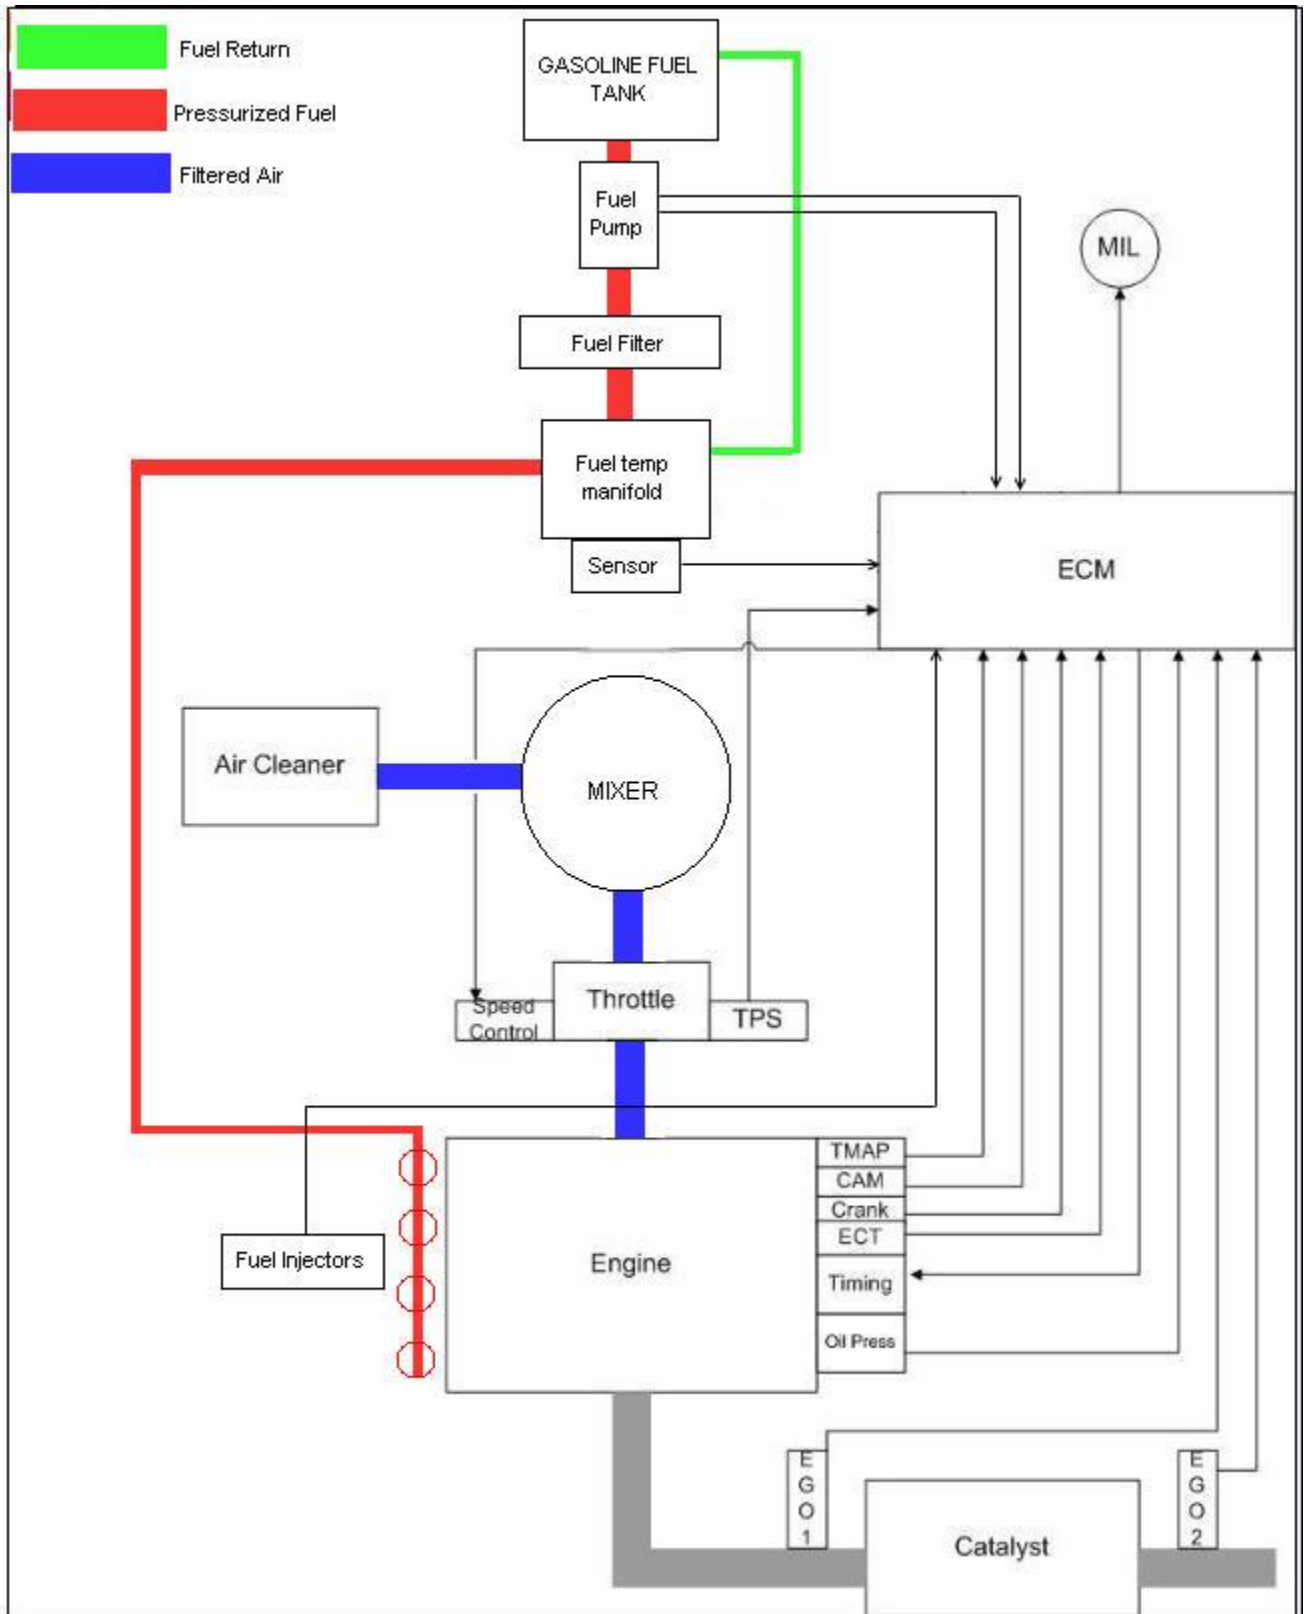 Fuel Return
Pressurized Fuel
Filtered Air
GASOLINE FUEL
TANK
Fuel
Pump
MIL
Fuel Filter
Fuel temp
manifold
Sensor
ECM
Air Cleaner
MIXER
Throttle
Speed
Control
TPS
TMAP
CAM
Crank
ECT
Timing
Oil Press
Engine
Fuel Injectors
E
G
O
1
E
G
O
2
Catalyst